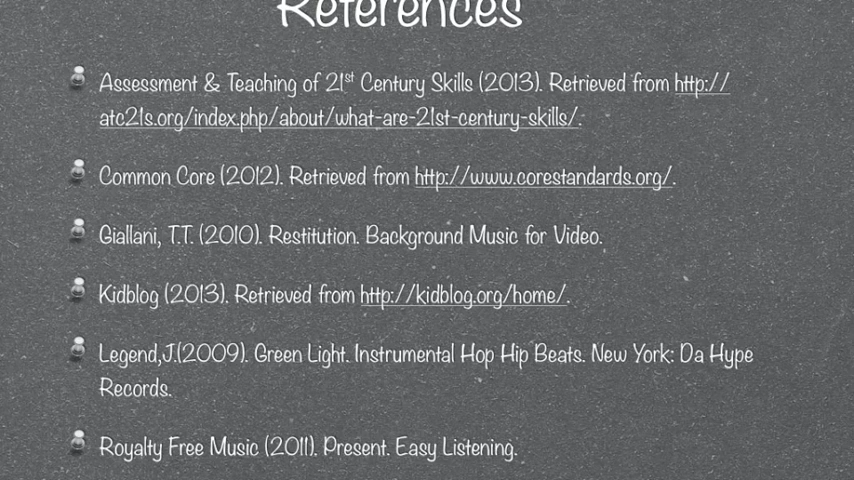 References
Assessment & Teaching of 21st Century Skills (2013). Retrieved from http://
atc21s.org/index.php/about/what-are-21st-century-skills/.
Common Core (2012). Retrieved from http://www.corestandards.org/.
Giallani, T.T. (2010). Restitution. Background Music for Video.
Kidblog (2013). Retrieved from http://kidblog.org/home/.
Legend,J.(2009). Green Light. Instrumental Hop Hip Beats. New York: Da Hype
Records.
Royalty Free Music (2011). Present. Easy Listening.